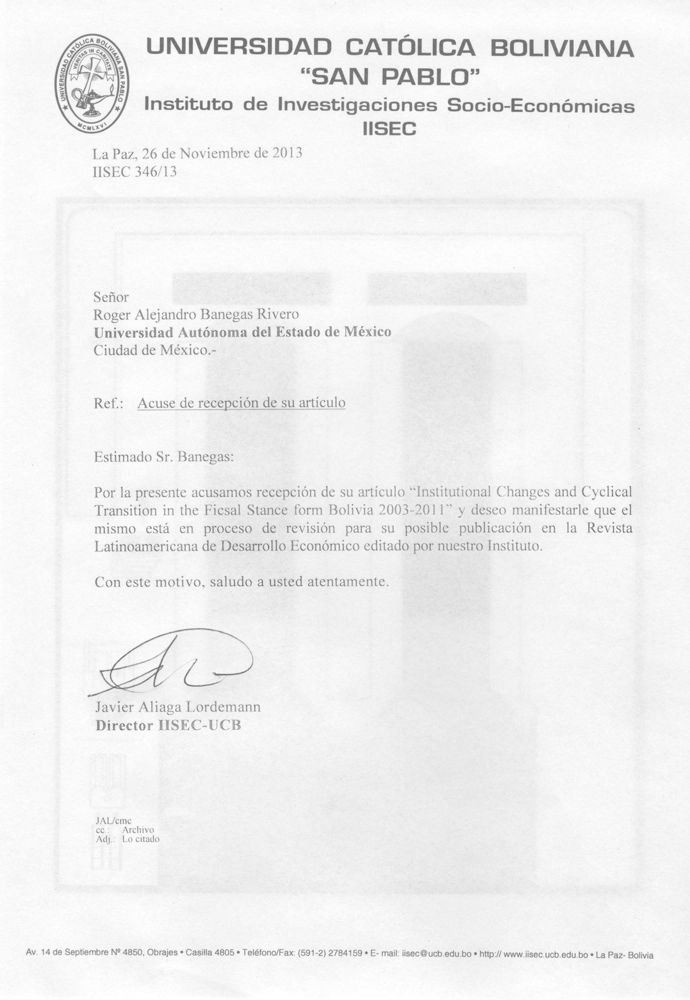 UNIVERSIDAD CATÓLICA BOLIVIANA
"SAN PABLO"
Instituto de Investigaciones Socio-Económicas
IISEC
UNIVERSIDAD CATÓLICA BOLIVIANA SAN PABLO
VERITAS IN CARITATE
MCMLXVI
La Paz, 26 de Noviembre de 2013
IISEC 346/13
Señor
Roger Alejandro Banegas Rivero
Universidad Autónoma del Estado de México
Ciudad de México.-
Ref.: Acuse de recepción de su artículo
Estimado Sr. Banegas:
Por la presente acusamos recepción de su artículo “Institutional Changes and Cyclical
Transition in the Ficsal Stance form Bolivia 2003-2011” y deseo manifestarle que el
mismo está en proceso de revisión para su posible publicación en la Revista
Latinoamericana de Desarrollo Económico editado por nuestro Instituto.
Con este motivo, saludo a usted atentamente.
Javier Aliaga Lordemann
Director IISEC-UCB
JAL/cmc
cc.: Archivo
Adj.: Lo citado
Av. 14 de Septiembre Nº 4850, Obrajes • Casilla 4805 • Teléfono/Fax: (591-2) 2784159 • E- mail: iisec@ucb.edu.bo • http:// www.iisec.ucb.edu.bo • La Paz- Bolivia